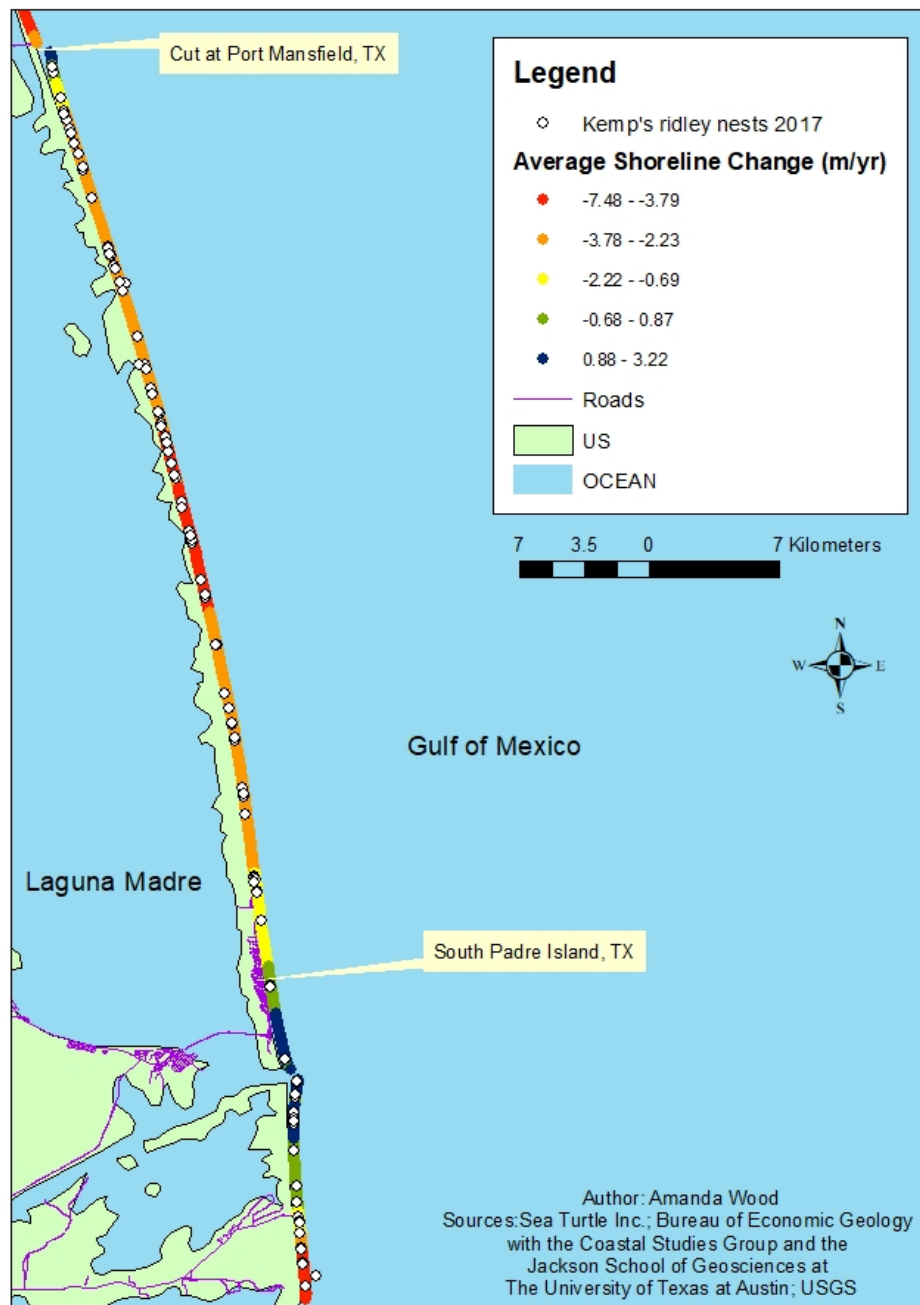 Cut at Port Mansfield, TX
Legend
Kemp's ridley nests 2017
Average Shoreline Change (m/yr)
-7.48 - -3.79
-3.78 - -2.23
-2.22 - -0.69
-0.68 - 0.87
0.88 - 3.22
Roads
US
OCEAN
7 3.5 0 7 Kilometers
N
W E
S
Gulf of Mexico
Laguna Madre
South Padre Island, TX
Author: Amanda Wood
Sources:Sea Turtle Inc.; Bureau of Economic Geology
with the Coastal Studies Group and the
Jackson School of Geosciences at
The University of Texas at Austin; USGS